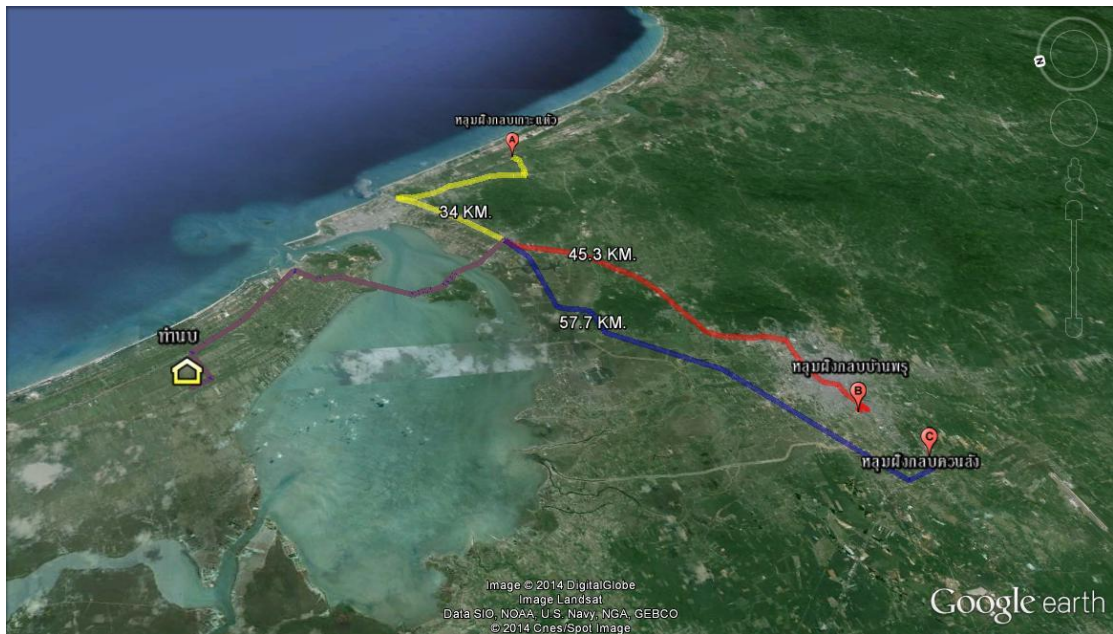 หลุมฝังกลบเกาะแต้ว
A
34 KM.
45.3 KM.
57.7 KM.
ทำนบ
หลุมฝังกลบบ้านพรุ
B
C
หลุมฝังกลบควนลัง
Image © 2014 DigitalGlobe
Image Landsat
Data SIO, NOAA, U.S. Navy, NGA, GEBCO
© 2014 Cnes/Spot Image
Google earth
N